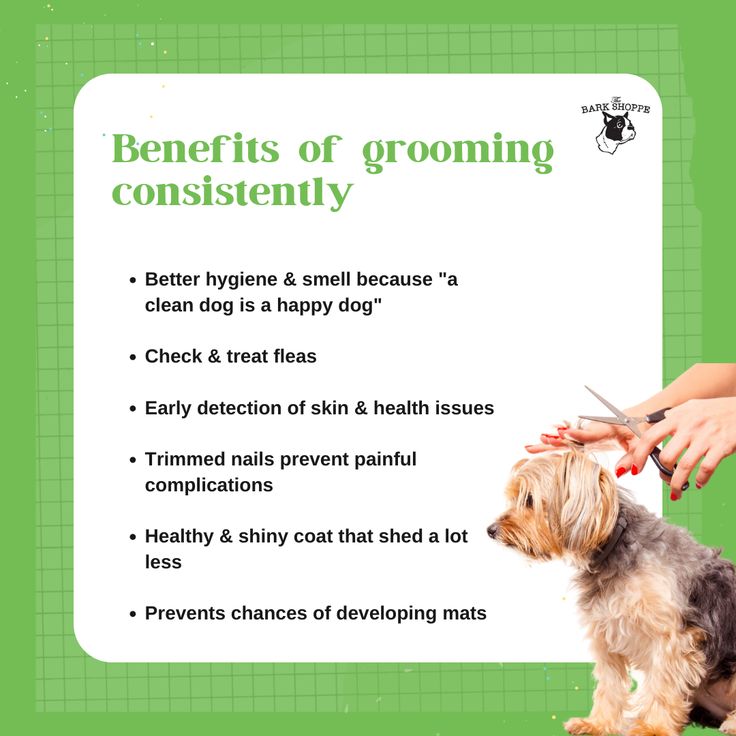 The
BARK SHOPPE
Benefits of grooming
consistently
• Better hygiene & smell because "a
clean dog is a happy dog"
• Check & treat fleas
• Early detection of skin & health issues
• Trimmed nails prevent painful
complications
• Healthy & shiny coat that shed a lot
less
• Prevents chances of developing mats